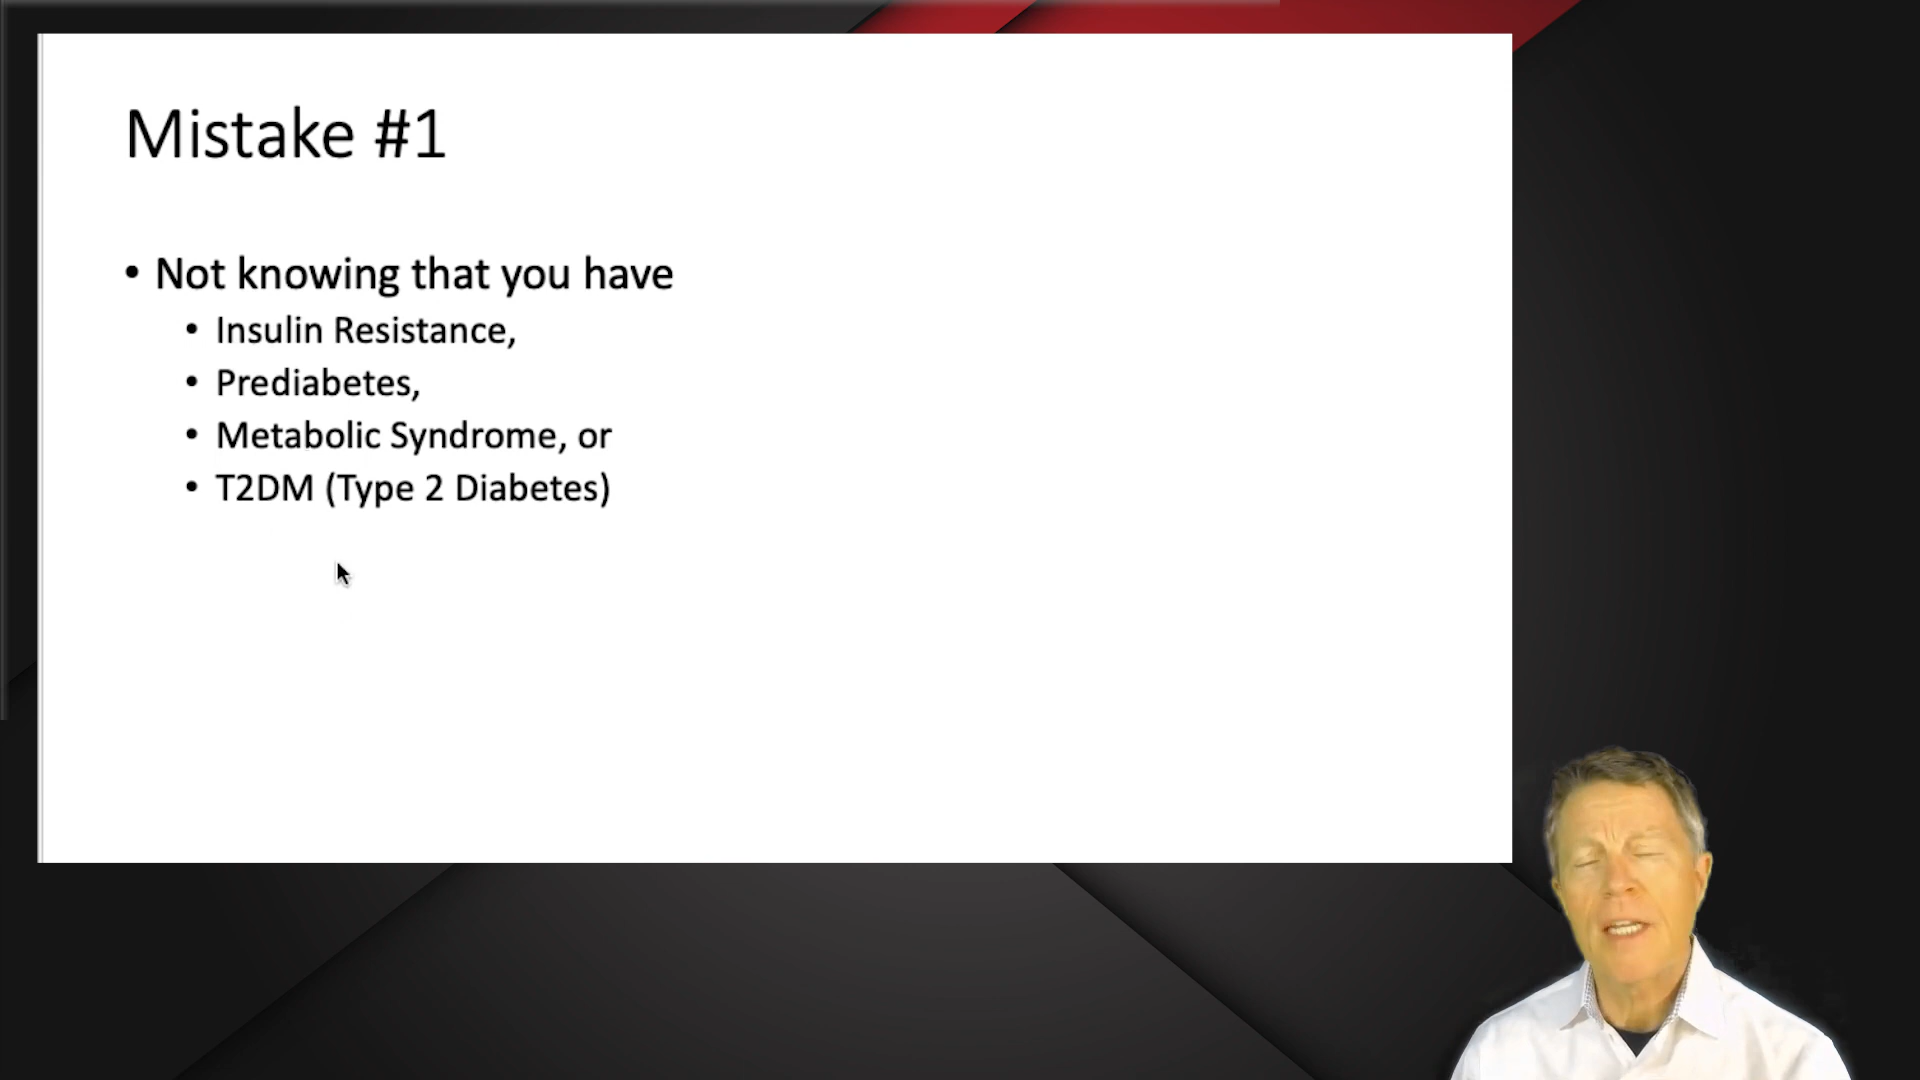 Mistake #1
• Not knowing that you have
• Insulin Resistance,
• Prediabetes,
• Metabolic Syndrome, or
• T2DM (Type 2 Diabetes)